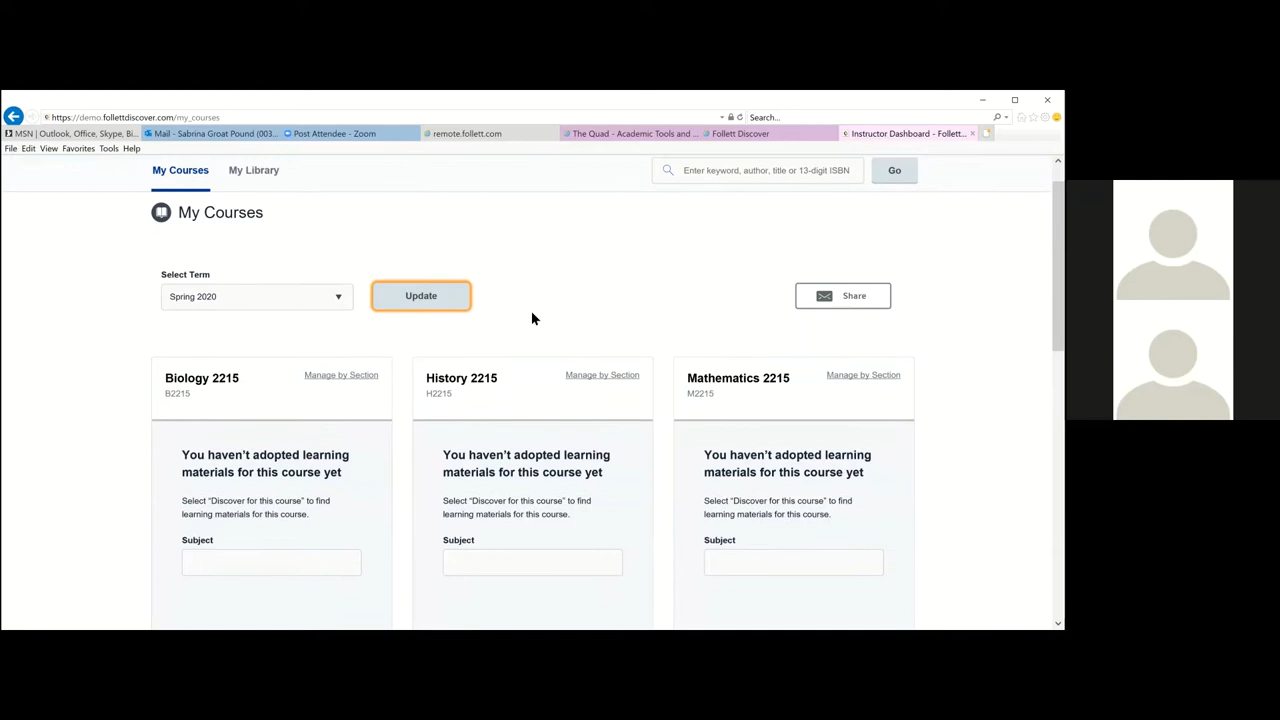 https://demo.follettdiscover.com/my_courses
Search...
MSN | Outlook, Office, Skype, Bi...
Mail - Sabrina Groat Pound (003...
Post Attendee - Zoom
remote.follett.com
The Quad - Academic Tools and ...
Follett Discover
Instructor Dashboard - Follett...
File Edit View Favorites Tools Help
My Courses
My Library
Enter keyword, author, title or 13-digit ISBN
Go
My Courses
Select Term
Spring 2020
Update
Share
Biology 2215
Manage by Section
B2215
You haven’t adopted learning
materials for this course yet
Select “Discover for this course” to find
learning materials for this course.
Subject
History 2215
Manage by Section
H2215
You haven’t adopted learning
materials for this course yet
Select “Discover for this course” to find
learning materials for this course.
Subject
Mathematics 2215
Manage by Section
M2215
You haven’t adopted learning
materials for this course yet
Select “Discover for this course” to find
learning materials for this course.
Subject